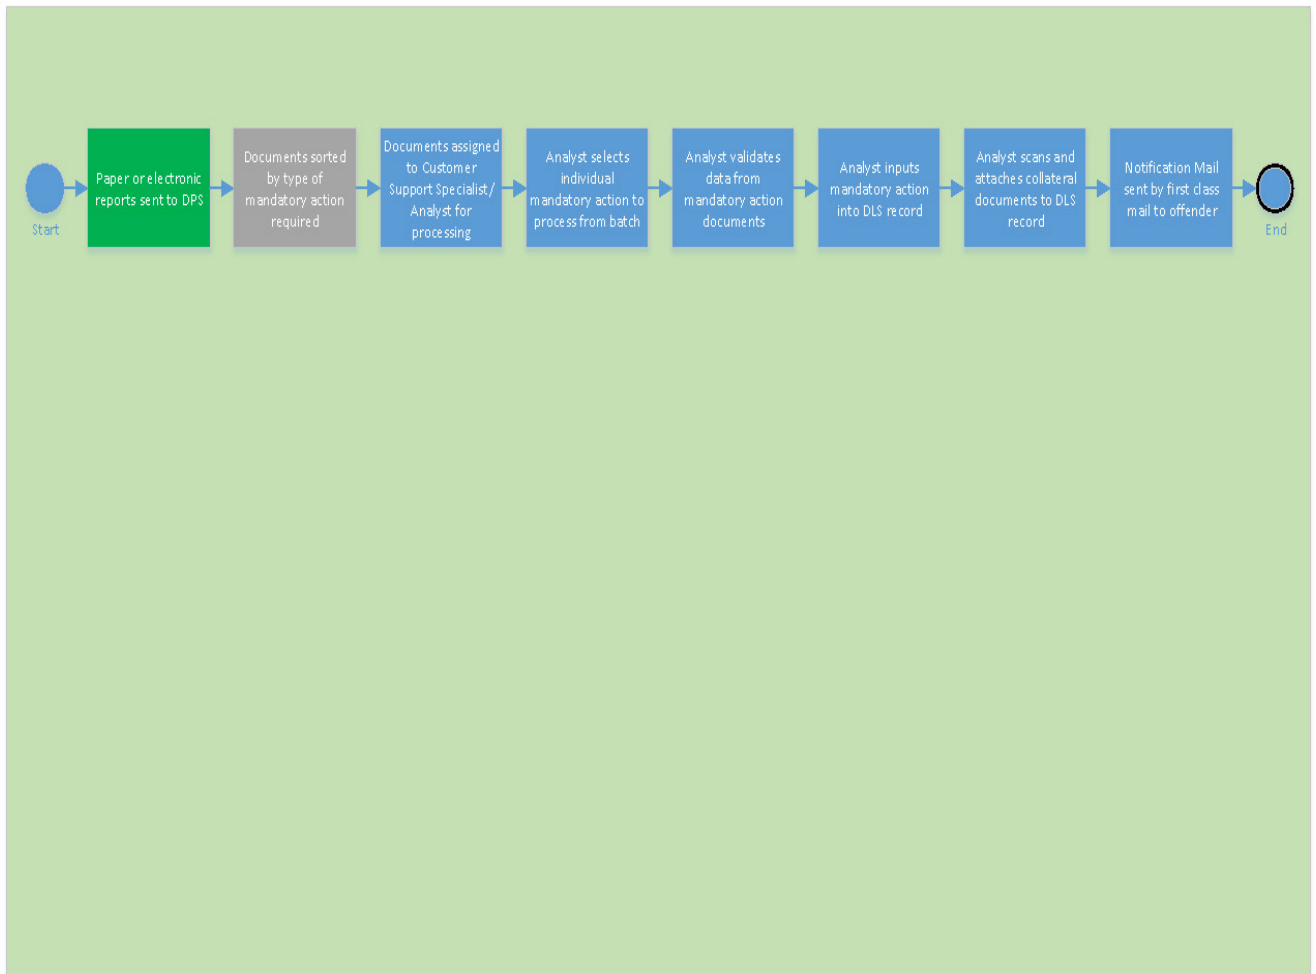 Start
Paper or electronic
reports sent to DPS
Documents sorted
by type of
mandatory action
required
Documents assigned
to Customer
Support Specialist/
Analyst for
processing
Analyst selects
individual
mandatory action to
process from batch
Analyst validates
data from
mandatory action
documents
Analyst inputs
mandatory action
into DLS record
Analyst scans and
attaches collateral
documents to DLS
record
Notification Mail
sent by first class
mail to offender
End